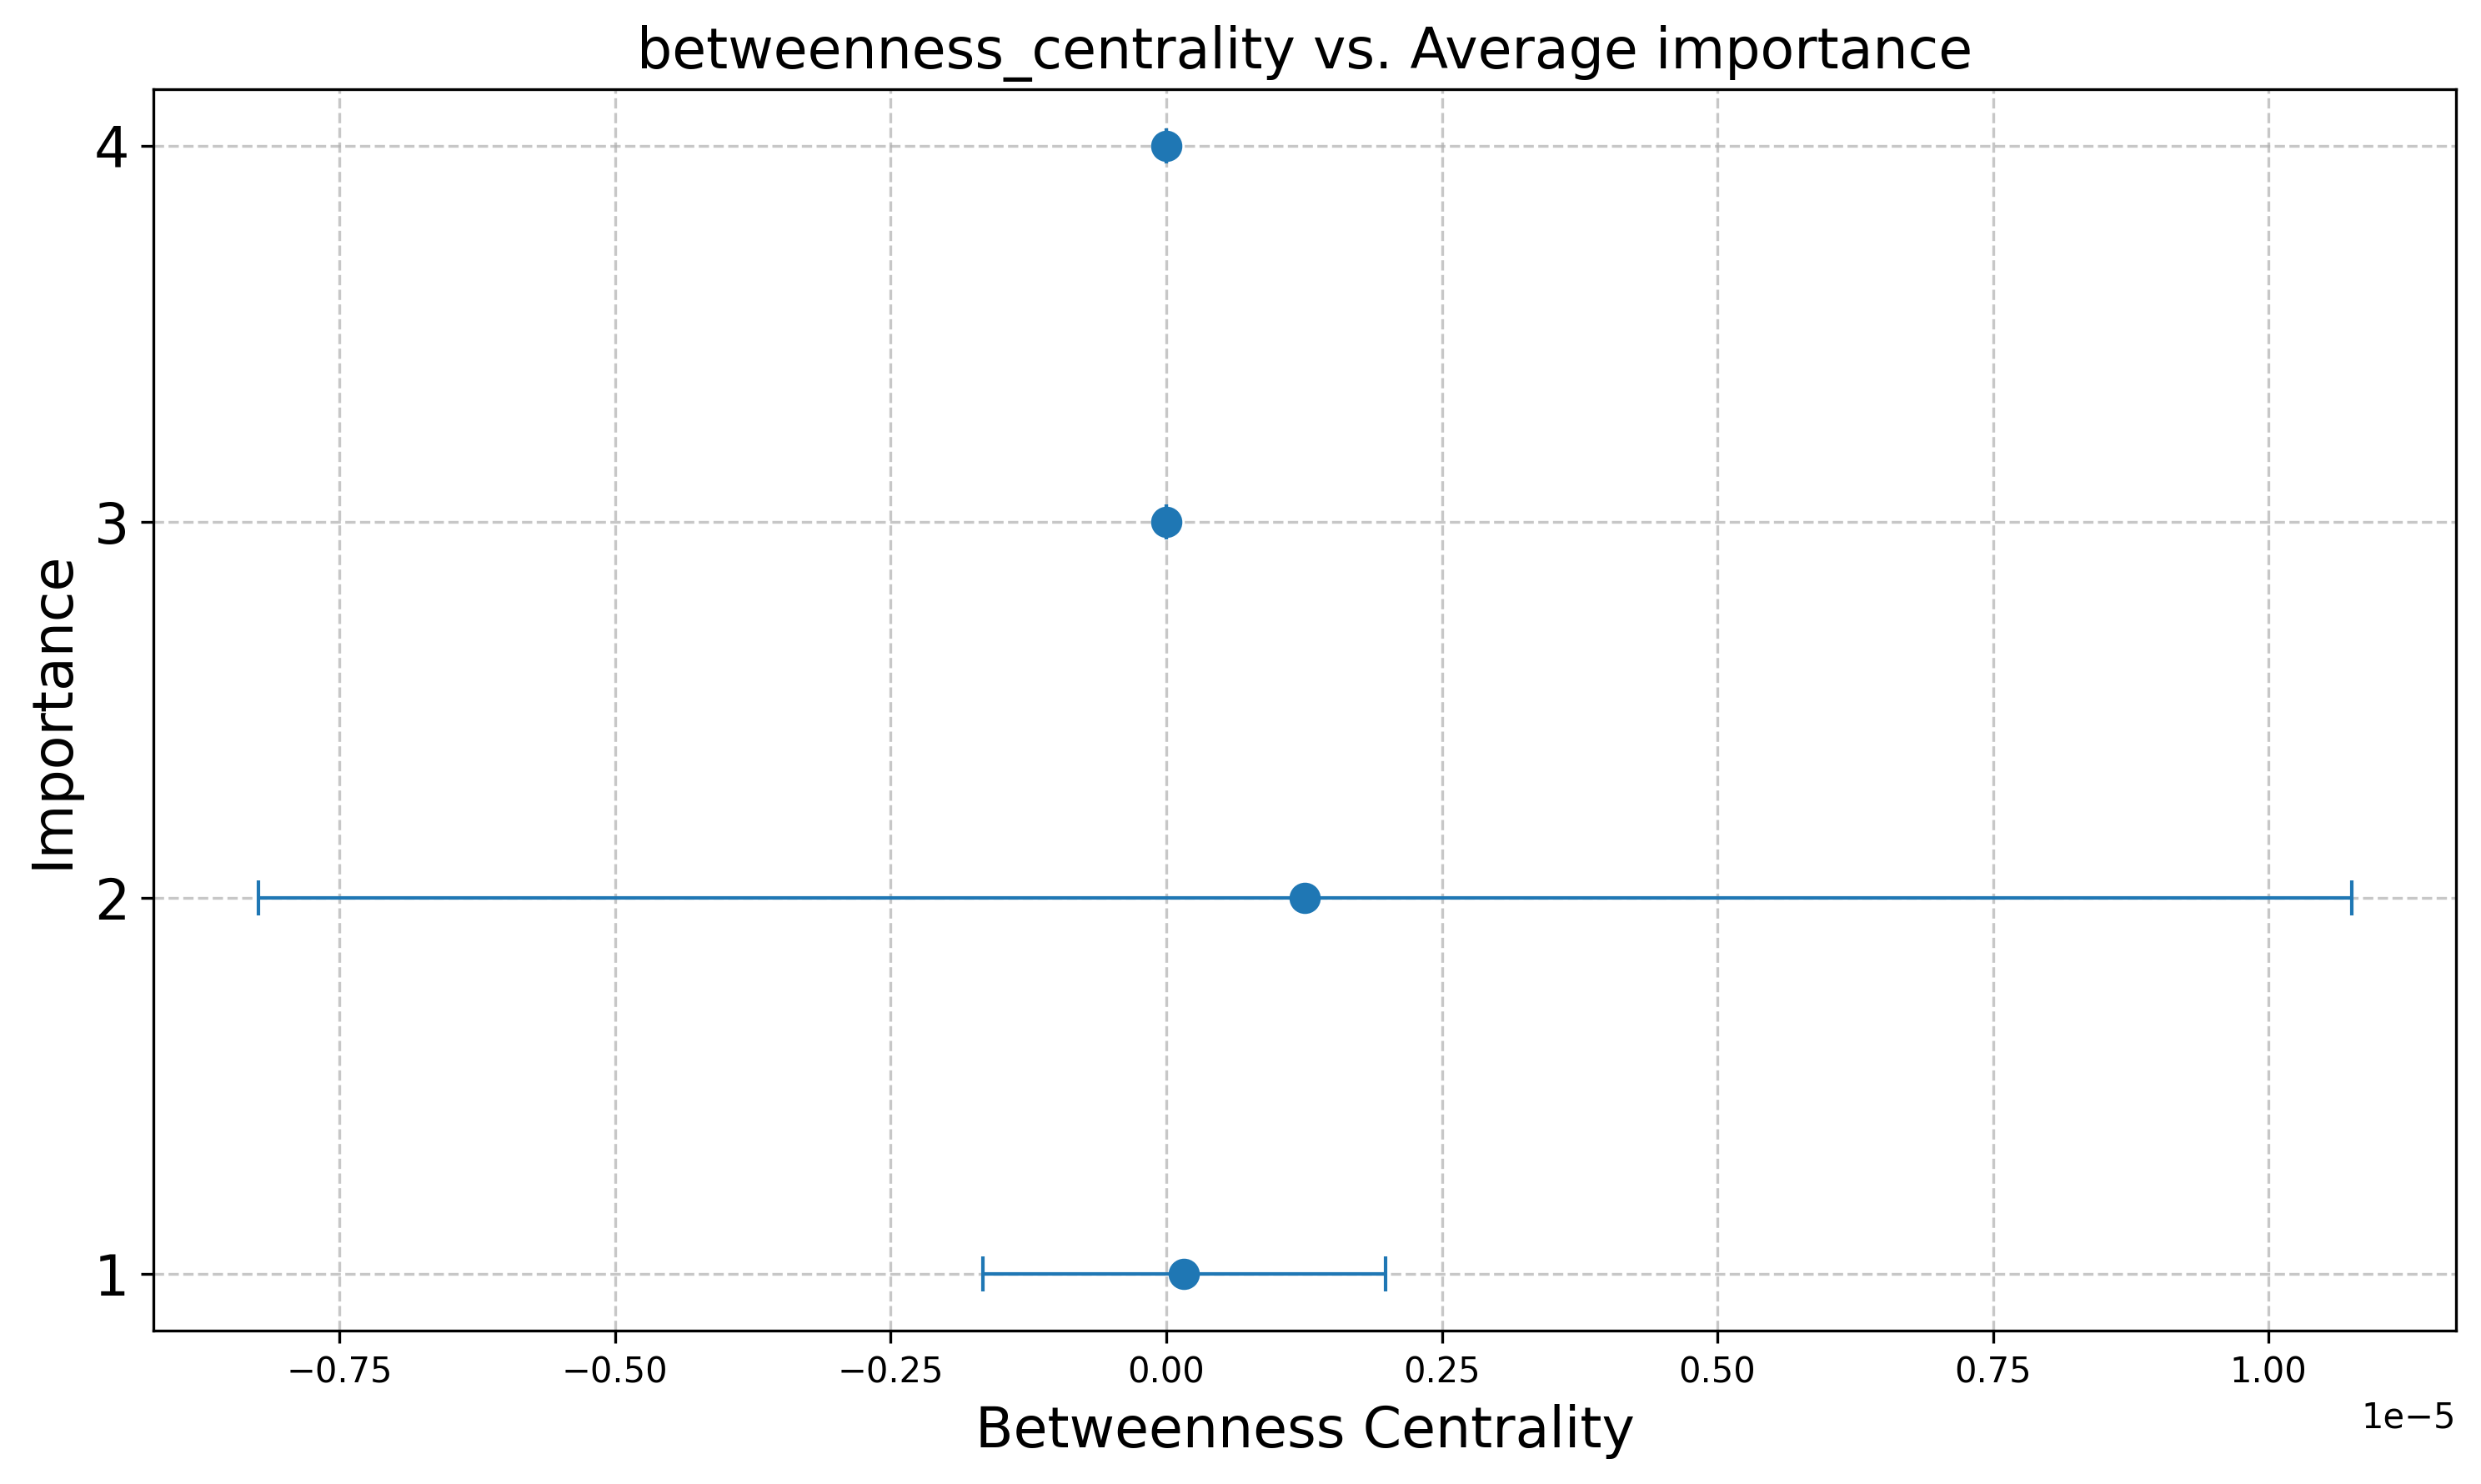 betweenness_centrality vs. Average importance
Importance
4
3
2
1
−0.75 −0.50 −0.25 0.00 0.25 0.50 0.75 1.00
1e−5
Betweenness Centrality